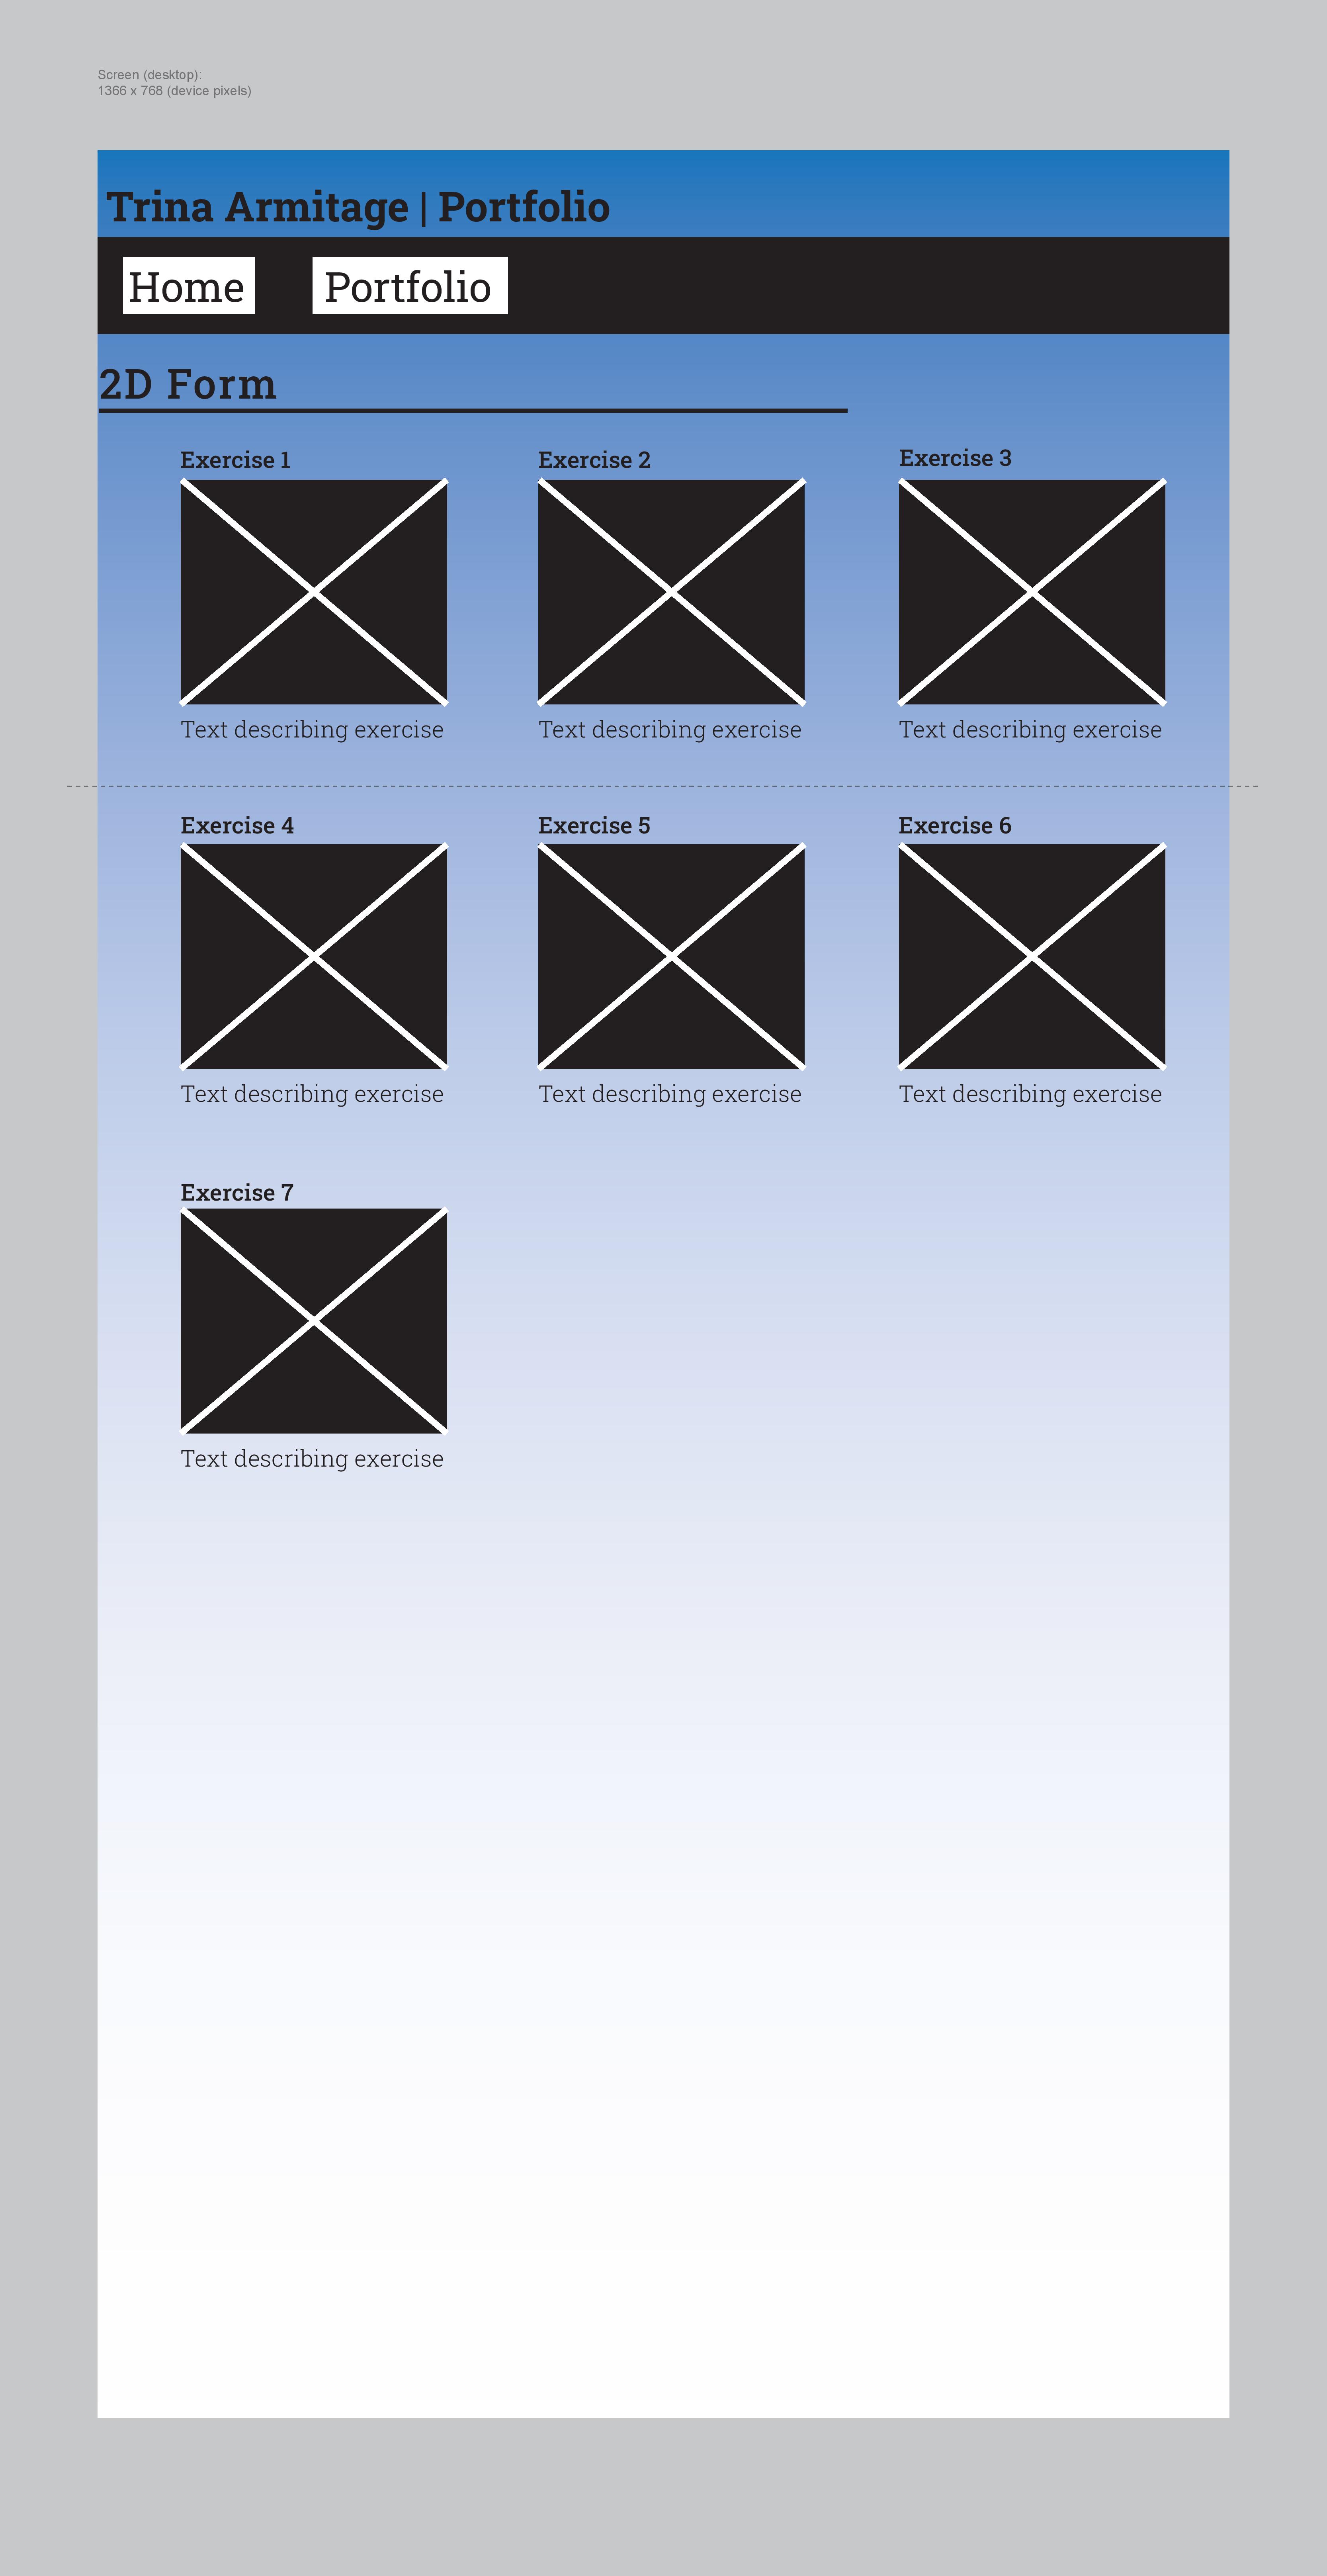 Screen (desktop):
1366 x 768 (device pixels)
Trina Armitage | Portfolio
Home
Portfolio
2D Form
Exercise 1
Exercise 2
Exercise 3
Text describing exercise
Text describing exercise
Text describing exercise
Exercise 4
Exercise 5
Exercise 6
Text describing exercise
Text describing exercise
Text describing exercise
Exercise 7
Text describing exercise